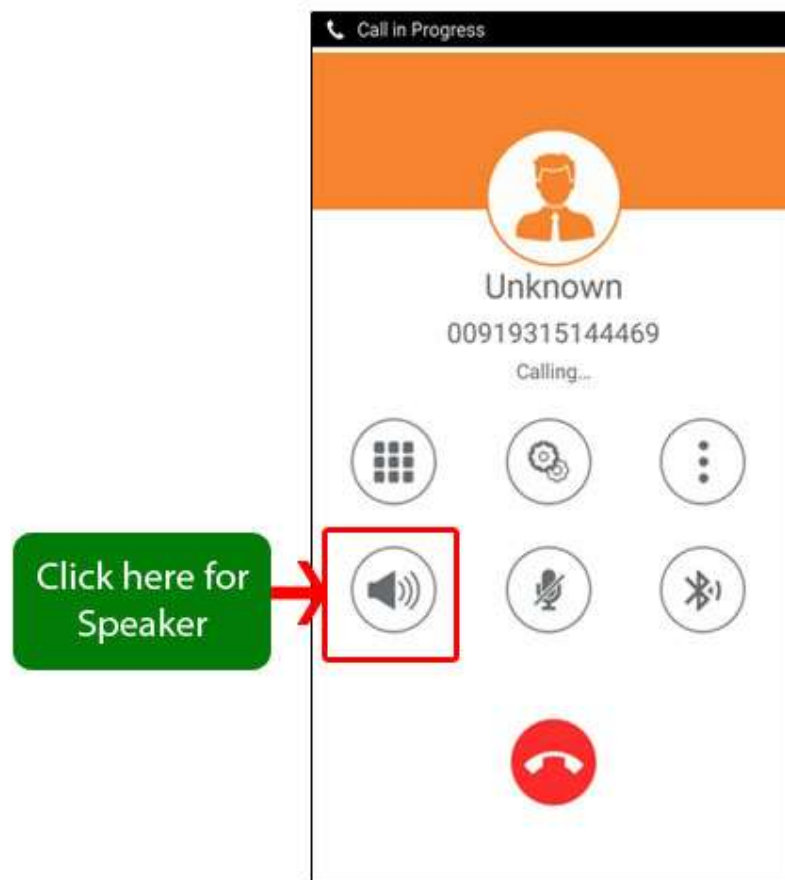 Call in Progress
Unknown
00919315144469
Calling...
Click here for
Speaker